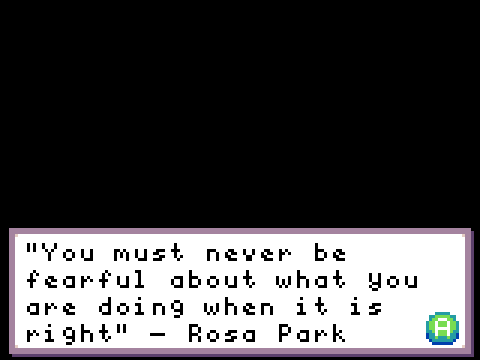 "You must never be
fearful about what you
are doing when it is
right" - Rosa Park
A